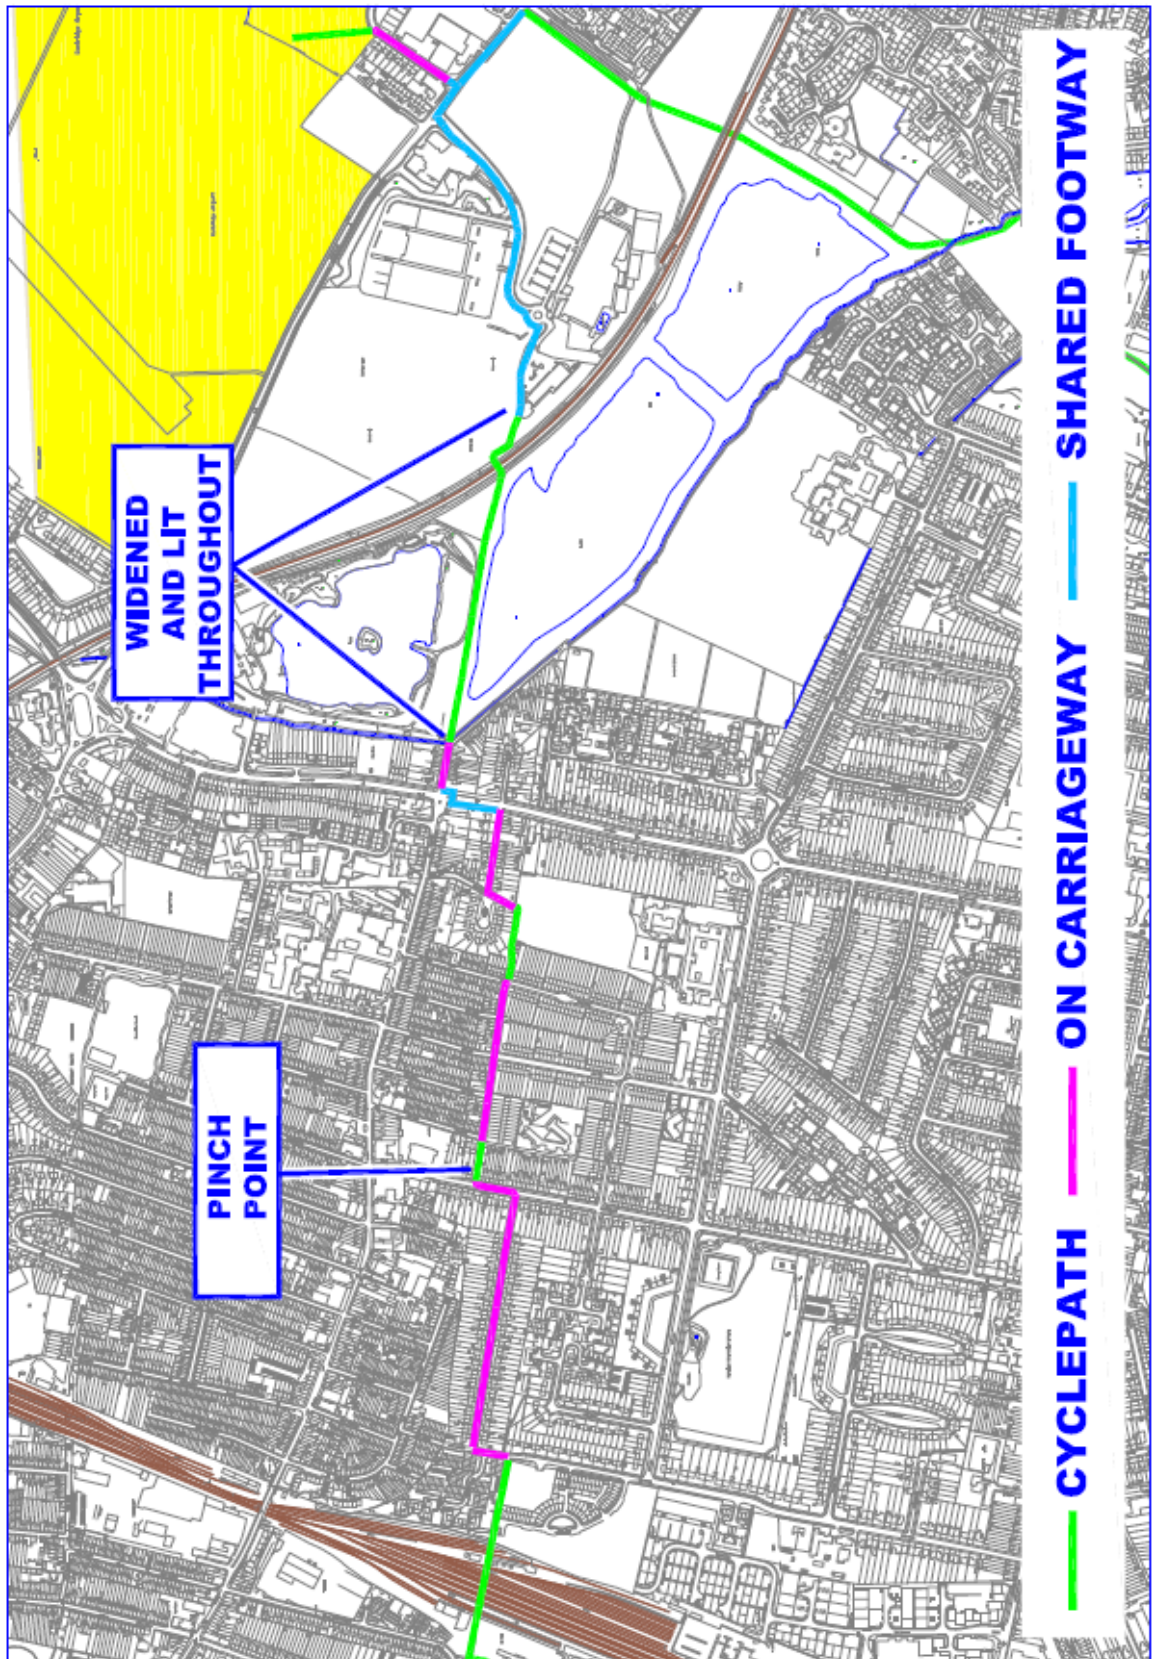 WIDENED
AND LIT
THROUGHOUT
PINCH
POINT
CYCLEPATH
ON CARRIAGEWAY
SHARED FOOTWAY